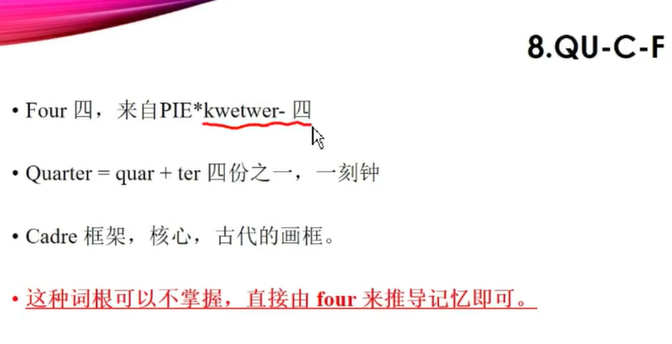 8.QU-C-F
• Four 四，来自PIE*kwetwer- 四
• Quarter = quar + ter 四份之一，一刻钟
• Cadre 框架，核心，古代的画框。
• 这种词根可以不掌握，直接由 four 来推导记忆即可。